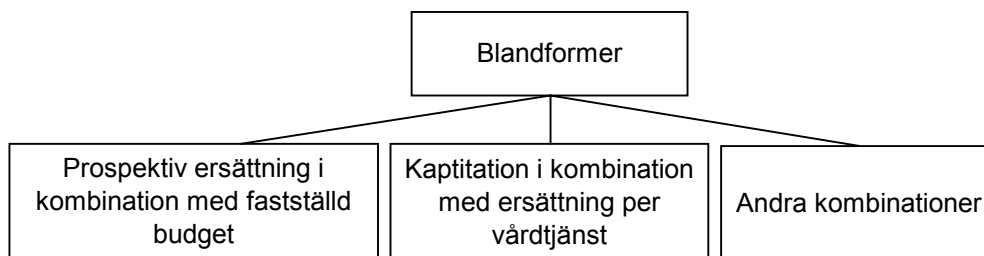 Blandformer
Prospektiv ersättning i
kombination med fastställd
budget
Kaptitation i kombination
med ersättning per
vårdtjänst
Andra kombinationer